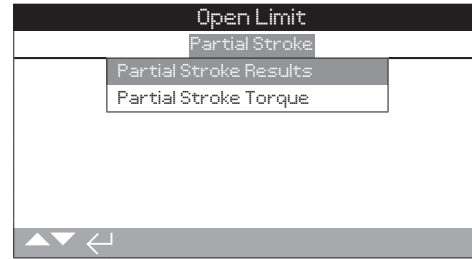 Open Limit
Partial Stroke
Partial Stroke Results
Partial Stroke Torque